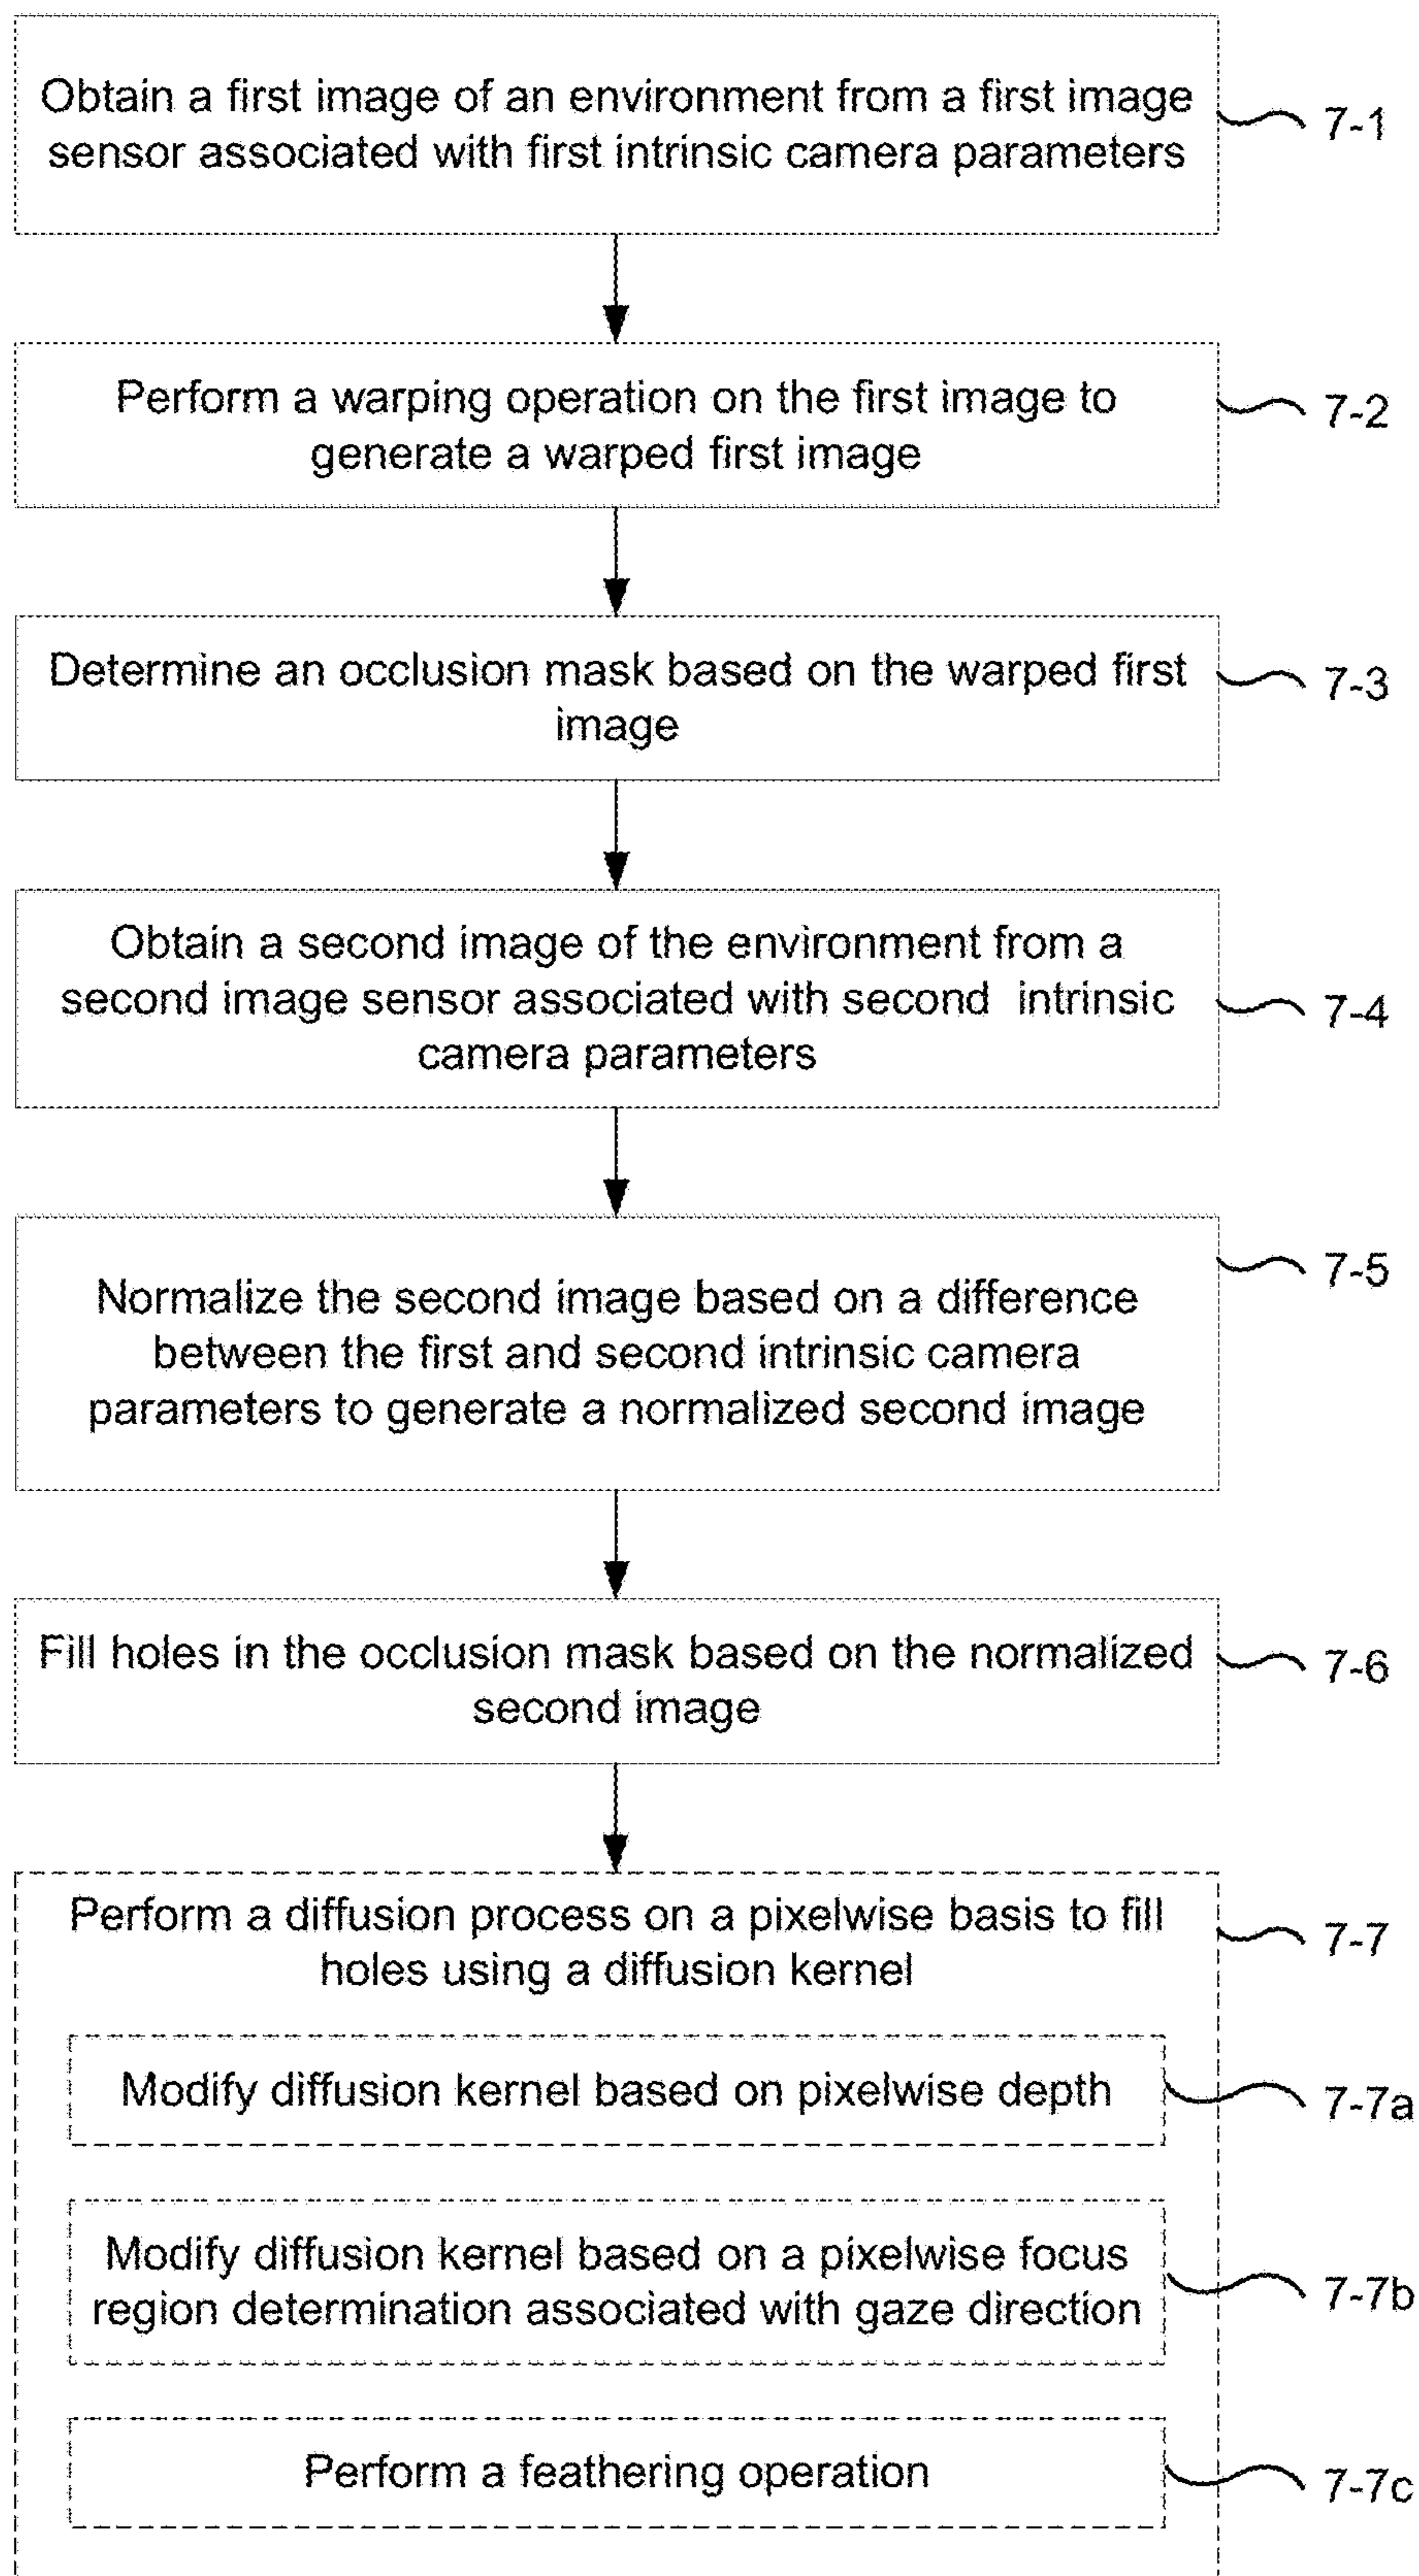 Obtain a first image of an environment from a first image
sensor associated with first intrinsic camera parameters
7-1
Perform a warping operation on the first image to
generate a warped first image
7-2
Determine an occlusion mask based on the warped first
image
7-3
Obtain a second image of the environment from a
second image sensor associated with second intrinsic
camera parameters
7-4
Normalize the second image based on a difference
between the first and second intrinsic camera
parameters to generate a normalized second image
7-5
Fill holes in the occlusion mask based on the normalized
second image
7-6
Perform a diffusion process on a pixelwise basis to fill
holes using a diffusion kernel
7-7
Modify diffusion kernel based on pixelwise depth
7-7a
Modify diffusion kernel based on a pixelwise focus
region determination associated with gaze direction
7-7b
Perform a feathering operation
7-7c